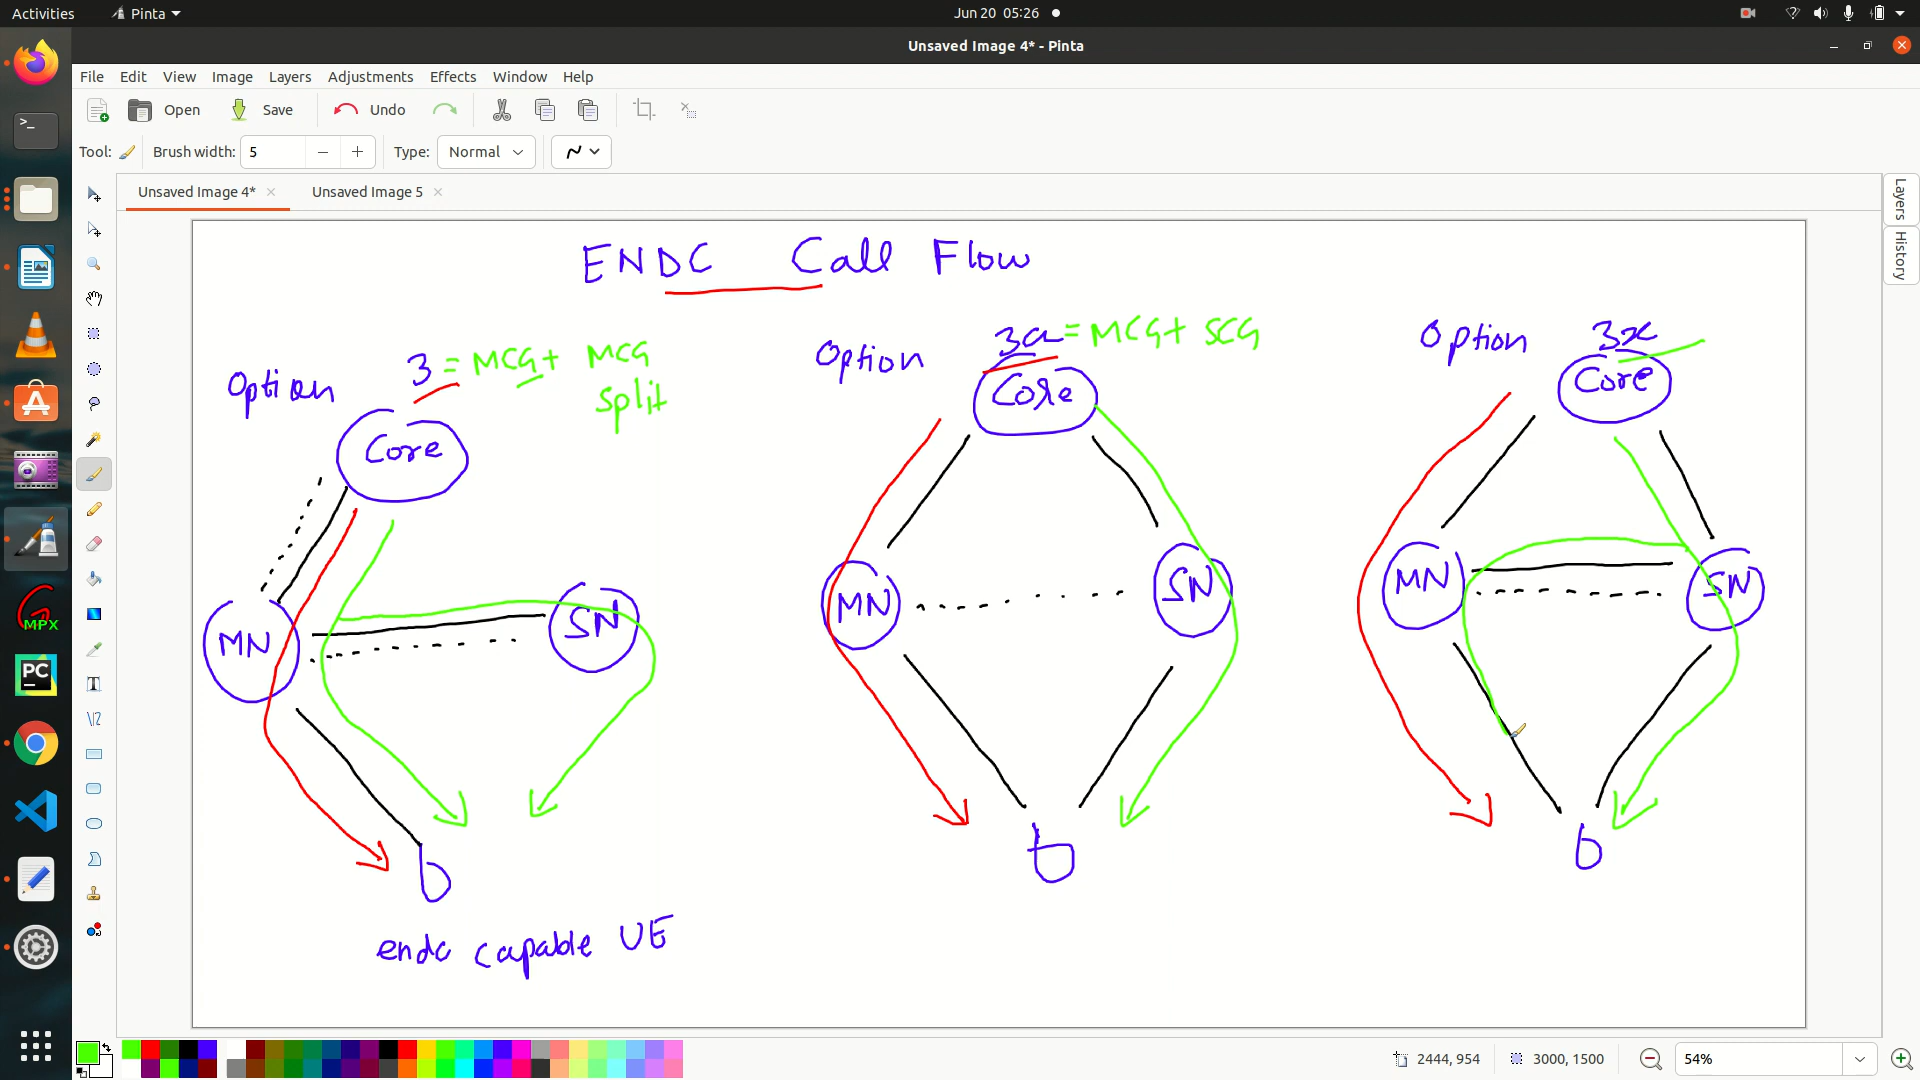 Activities Pinta Jun 20 05:26
Unsaved Image 4* - Pinta
File Edit View Image Layers Adjustments Effects Window Help
Open Save Undo
Tool: Brush width: 5 Type: Normal
Unsaved Image 4* Unsaved Image 5
Layers
History
ENDC Call Flow
Option 3 = MCG + MCG split
Core
MN SN
endc capable UE
Option 3a = MCG + SCG
Core
MN SN
Option 3x
Core
MN SN
MPX
PC
2444, 954 3000, 1500 54%